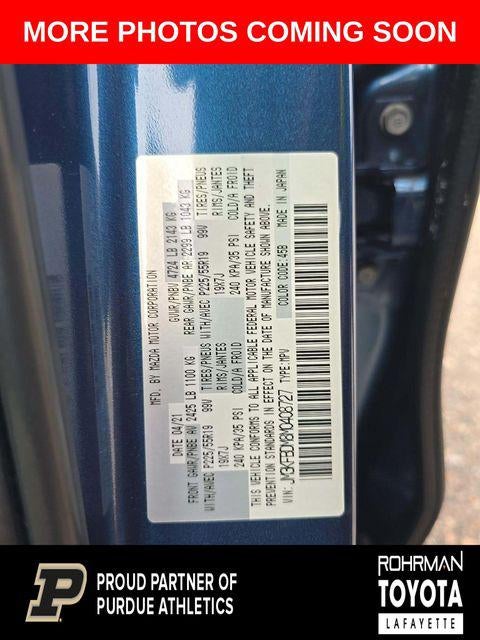 MORE PHOTOS COMING SOON
MFD. BY MAZDA MOTOR CORPORATION
DATE 04/21 GVWR/PNBV 4724 LB 2143 KG
FRONT GAWR/PNBE AV 2425 LB 1100 KG REAR GAWR/PNBE AR 2299 LB 1043 KG
WITH/AVEC P225/55R19 99V TIRES/PNEUS WITH/AVEC P225/55R19 99V TIRES/PNEUS
19X7J RIMS/JANTES 19X7J RIMS/JANTES
240 KPA/35 PSI COLD/A FROID 240 KPA/35 PSI COLD/A FROID
THIS VEHICLE CONFORMS TO ALL APPLICABLE FEDERAL MOTOR VEHICLE SAFETY AND THEFT
PREVENTION STANDARDS IN EFFECT ON THE DATE OF MANUFACTURE SHOWN ABOVE.
VIN: JM3KFBDM8M0408727 TYPE: MPV COLOR CODE: 45B MADE IN JAPAN
P
PROUD PARTNER OF
PURDUE ATHLETICS
ROHRMAN
TOYOTA
LAFAYETTE